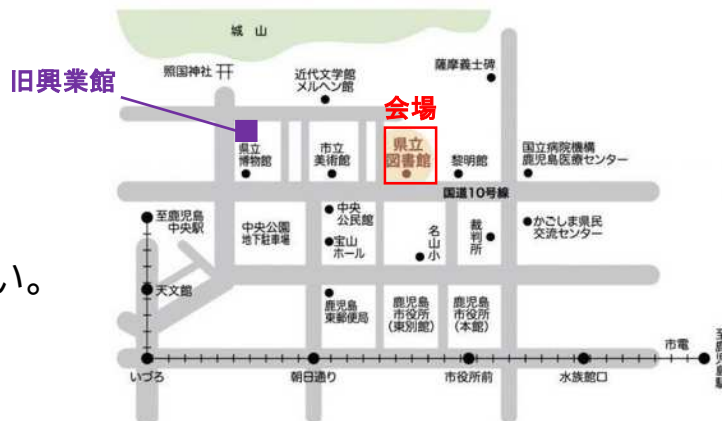 城 山
照国神社
薩摩義士碑
近代文学館
メルヘン館
旧興業館
会場
県立
博物館
市立
美術館
県立
図書館
黎明館
国立病院機構
鹿児島医療センター
国道10号線
至鹿児島
中央駅
中央公園
地下駐車場
中央
公民館
宝山
ホール
名山小
裁判所
かごしま県民
交流センター
い。
天文館
鹿児島
東郵便局
鹿児島
市役所
(東別館)
鹿児島
市役所
(本館)
市電
至鹿児島駅
いづろ
朝日通り
市役所前
水族館口